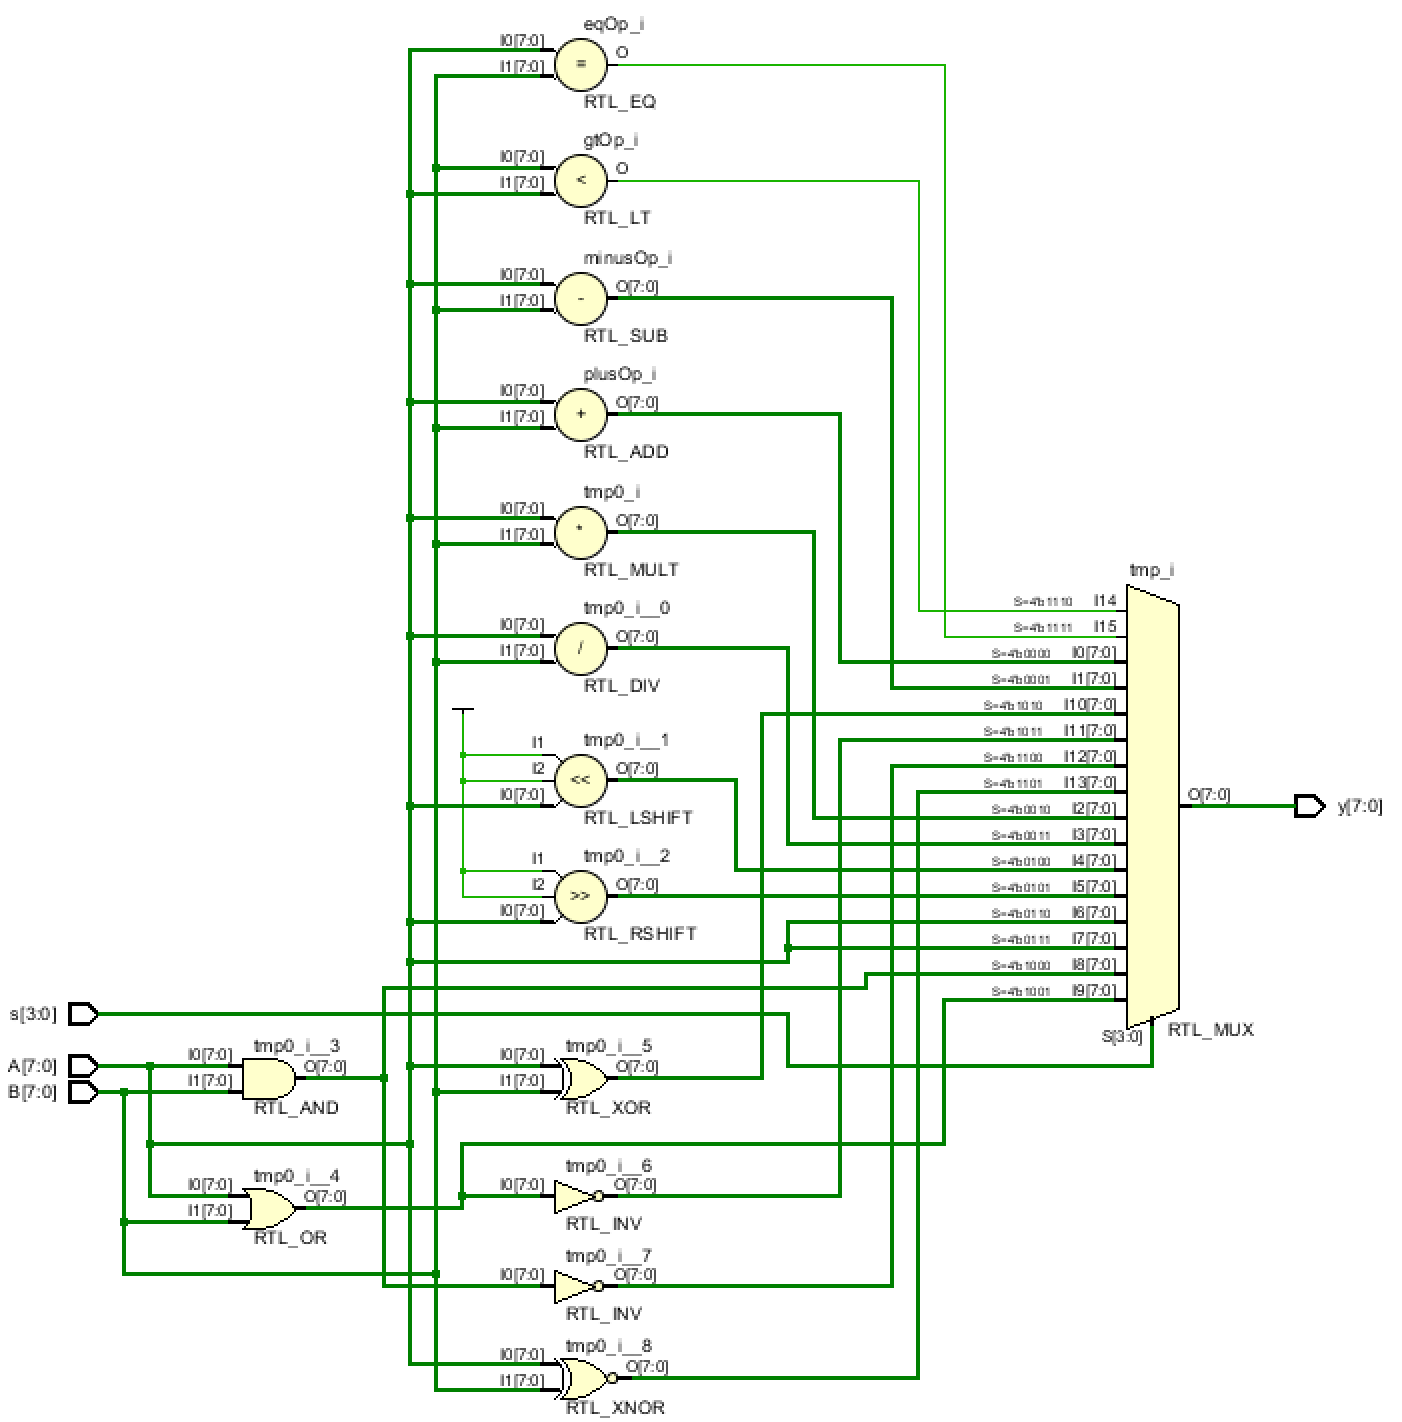 eqOp_i
I0[7:0]
O
I1[7:0]
=
RTL_EQ
gtOp_i
I0[7:0]
O
I1[7:0]
<
RTL_LT
minusOp_i
I0[7:0]
O[7:0]
I1[7:0]
-
RTL_SUB
plusOp_i
I0[7:0]
O[7:0]
I1[7:0]
+
RTL_ADD
tmp0_i
I0[7:0]
O[7:0]
I1[7:0]
*
RTL_MULT
tmp0_i__0
I0[7:0]
O[7:0]
I1[7:0]
/
RTL_DIV
tmp0_i__1
I1
I2
O[7:0]
<<
I0[7:0]
RTL_LSHIFT
tmp0_i__2
I1
I2
O[7:0]
>>
I0[7:0]
RTL_RSHIFT
tmp_i
S=4'b1110 I14
S=4'b1111 I15
S=4'b0000 I0[7:0]
S=4'b0001 I1[7:0]
S=4'b1010 I10[7:0]
S=4'b1011 I11[7:0]
S=4'b1100 I12[7:0]
S=4'b1101 I13[7:0]
S=4'b0010 I2[7:0]
S=4'b0011 I3[7:0]
S=4'b0100 I4[7:0]
S=4'b0101 I5[7:0]
S=4'b0110 I6[7:0]
S=4'b0111 I7[7:0]
S=4'b1000 I8[7:0]
S=4'b1001 I9[7:0]
O[7:0]
y[7:0]
S[3:0]
RTL_MUX
s[3:0]
A[7:0]
B[7:0]
tmp0_i__3
I0[7:0]
O[7:0]
I1[7:0]
RTL_AND
tmp0_i__5
I0[7:0]
O[7:0]
I1[7:0]
RTL_XOR
tmp0_i__4
I0[7:0]
O[7:0]
I1[7:0]
RTL_OR
tmp0_i__6
I0[7:0]
O[7:0]
RTL_INV
tmp0_i__7
I0[7:0]
O[7:0]
RTL_INV
tmp0_i__8
I0[7:0]
O[7:0]
I1[7:0]
RTL_XNOR